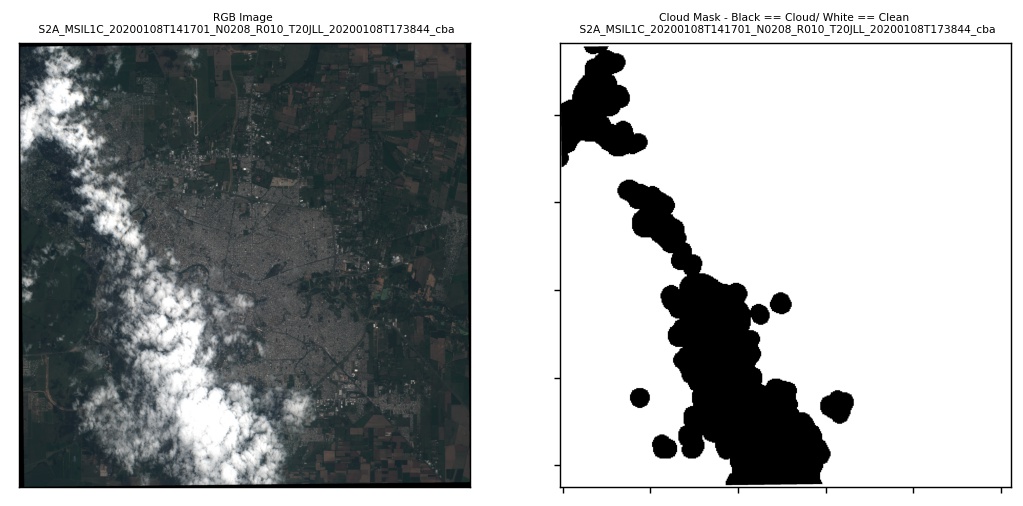 RGB Image
S2A_MSIL1C_20200108T141701_N0208_R010_T20JLL_20200108T173844_cba
Cloud Mask - Black == Cloud/ White == Clean
S2A_MSIL1C_20200108T141701_N0208_R010_T20JLL_20200108T173844_cba